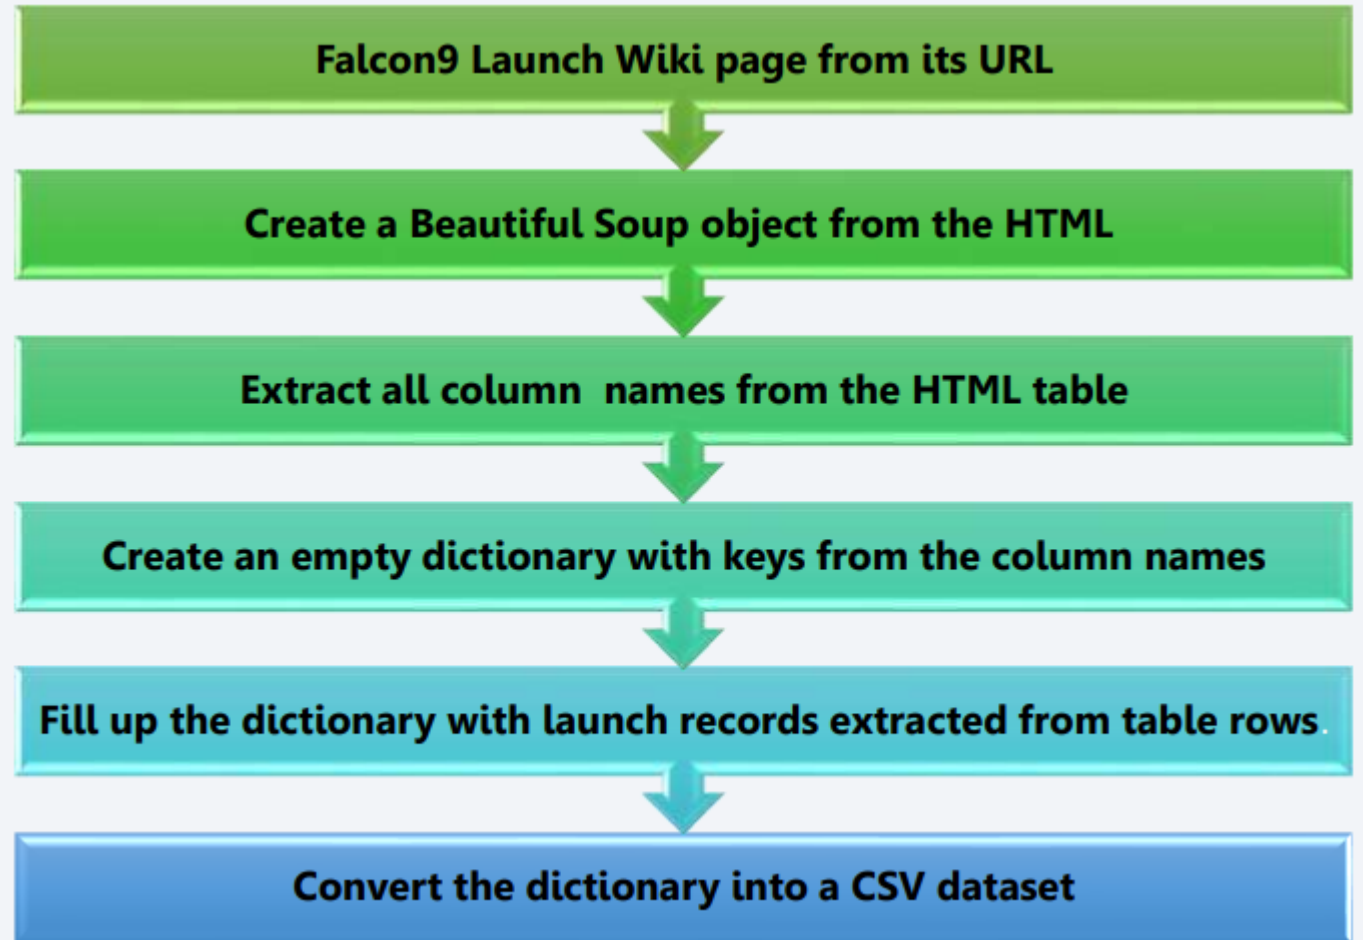 Falcon9 Launch Wiki page from its URL
Create a Beautiful Soup object from the HTML
Extract all column  names from the HTML table
Create an empty dictionary with keys from the column names
Fill up the dictionary with launch records extracted from table rows.
Convert the dictionary into a CSV dataset